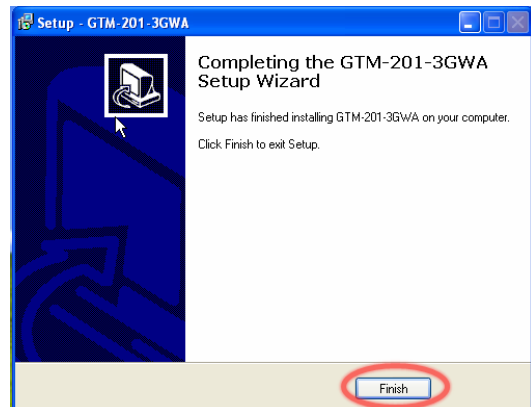 Setup - GTM-201-3GWA
Completing the GTM-201-3GWA
Setup Wizard
Setup has finished installing GTM-201-3GWA on your computer.
Click Finish to exit Setup.
Finish